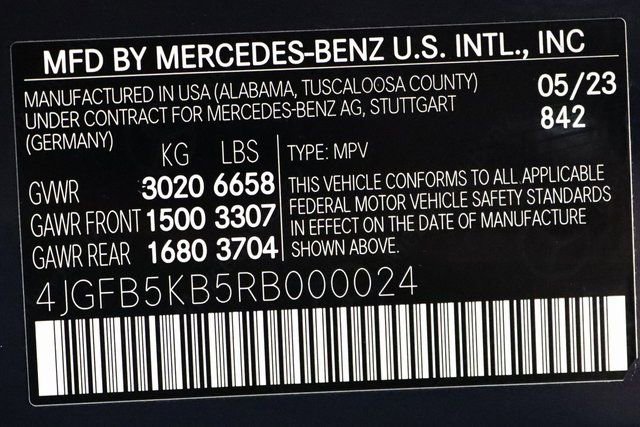 MFD BY MERCEDES-BENZ U.S. INTL., INC
MANUFACTURED IN USA (ALABAMA, TUSCALOOSA COUNTY)
UNDER CONTRACT FOR MERCEDES-BENZ AG, STUTTGART
(GERMANY)
05/23
842
KG LBS
GVWR 3020 6658
GAWR FRONT 1500 3307
GAWR REAR 1680 3704
TYPE: MPV
THIS VEHICLE CONFORMS TO ALL APPLICABLE
FEDERAL MOTOR VEHICLE SAFETY STANDARDS
IN EFFECT ON THE DATE OF MANUFACTURE
SHOWN ABOVE.
4JGFB5KB5RB000024